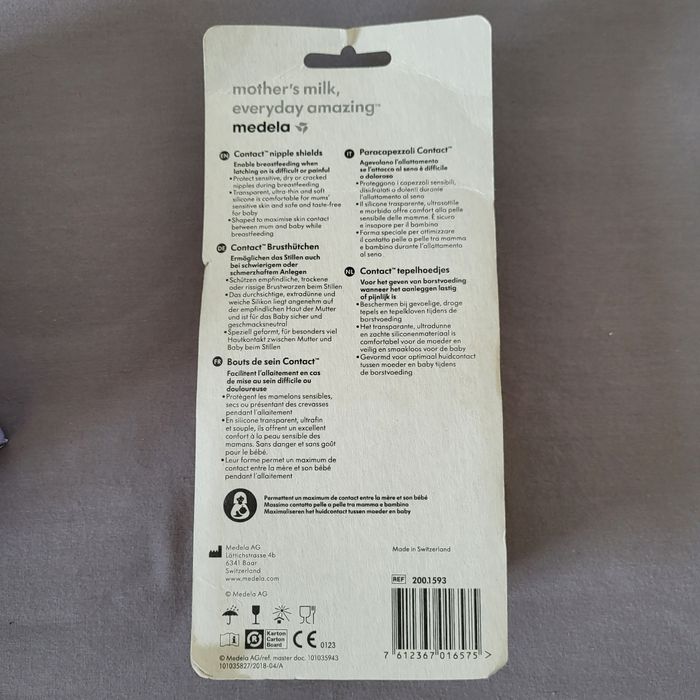 mother's milk,
everyday amazing™
medela
EN Contact™ nipple shields
Enable breastfeeding when
latching on is difficult or painful
• Protect sensitive, dry or cracked
nipples during breastfeeding
• Transparent, ultra-thin and soft
silicone is comfortable for mums'
sensitive skin and safe and taste-free
for baby
• Shaped to maximise skin contact
between mum and baby while
breastfeeding
DE Contact™ Brusthütchen
Ermöglichen das Stillen auch
bei schwierigem oder
schmerzhaftem Anlegen
• Schützen empfindliche, trockene
oder rissige Brustwarzen beim Stillen
• Das durchsichtige, extradünne und
weiche Silikon liegt angenehm auf
der empfindlichen Haut der Mutter
und ist für das Baby sicher und
geschmacksneutral
• Speziell geformt, für besonders viel
Hautkontakt zwischen Mutter und
Baby beim Stillen
FR Bouts de sein Contact™
Facilitent l'allaitement en cas
de mise au sein difficile ou
douloureuse
• Protègent les mamelons sensibles,
secs ou présentant des crevasses
pendant l'allaitement
• En silicone transparent, ultrafin
et souple, ils offrent un excellent
confort à la peau sensible des
mamans. Sans danger et sans goût
pour le bébé.
• Leur forme permet un maximum de
contact entre la mère et son bébé
pendant l'allaitement
IT Paracapezzoli Contact™
Agevolano l'allattamento
se l'attacco al seno è difficile
o doloroso
• Proteggono i capezzoli sensibili,
disidratati o dolenti durante
l'allattamento al seno
• Il silicone trasparente, ultrasottile
e morbido offre comfort alla pelle
sensibile delle mamme. È sicuro
e insapore per il bambino
• Forma speciale per ottimizzare
il contatto pelle a pelle tra mamma
e bambino durante l'allattamento
al seno
NL Contact™ tepelhoedjes
Voor het geven van borstvoeding
wanneer het aanleggen lastig
of pijnlijk is
• Beschermen bij gevoelige, droge
tepels en tepelkloven tijdens de
borstvoeding
• Het transparante, ultradunne
en zachte siliconenmateriaal is
comfortabel voor de moeder en
veilig en smaakloos voor de baby
• Gevormd voor optimaal huidcontact
tussen moeder en baby tijdens
de borstvoeding
Permettent un maximum de contact entre la mère et son bébé
Massimo contatto pelle a pelle tra mamma e bambino
Maximaliseren het huidcontact tussen moeder en baby
Medela AG
Lättichstrasse 4b
6341 Baar
Switzerland
www.medela.com
© Medela AG
Made in Switzerland
REF 200.1593
Karton
Carton
Board
CE 0123
© Medela AG/ref. master doc. 101035943
101035827/2018-04/A
7 612367 016575 >